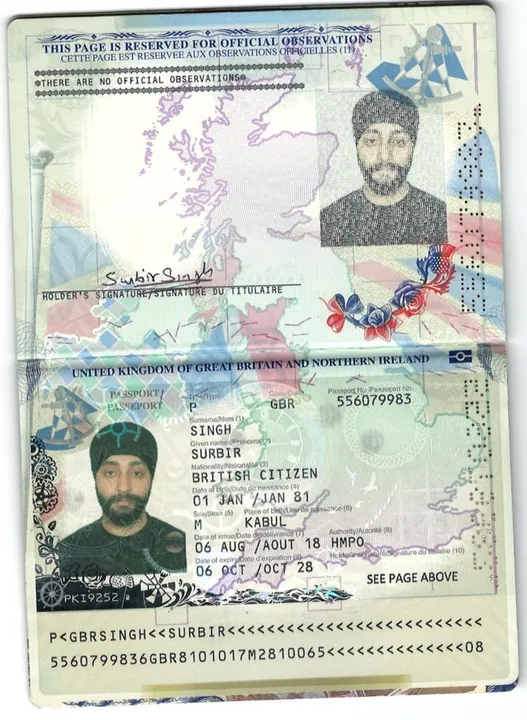 THIS PAGE IS RESERVED FOR OFFICIAL OBSERVATIONS
CETTE PAGE EST RESERVEE AUX OBSERVATIONS OFFICIELLES (11)
THERE ARE NO OFFICIAL OBSERVATIONS
Surbir Singh
HOLDER'S SIGNATURE/SIGNATURE DU TITULAIRE
UNITED KINGDOM OF GREAT BRITAIN AND NORTHERN IRELAND
PASSPORT
PASSEPORT
Type/Type
Code
Passport No./Passeport No.
P
GBR
556079983
Surname/Nom (1)
SINGH
Given names/Prénoms (2)
SURBIR
Nationality/Nationalité (3)
BRITISH CITIZEN
Date of birth/Date de naissance (4)
01 JAN /JAN 81
Sex/Sexe (5) Place of birth/Lieu de naissance (6)
M KABUL
Date of issue/Date de délivrance (7) Authority/Autorité (8)
06 AUG /AOUT 18 HMPO
Date of expiry/Date d'expiration (9) Holder's signature/Signature du titulaire (10)
06 OCT /OCT 28
SEE PAGE ABOVE
PKI9252
P<GBRSINGH<<SURBIR<<<<<<<<<<<<<<<<<<<<<<<<<<
5560799836GBR8101017M2810065<<<<<<<<<<<<<<08